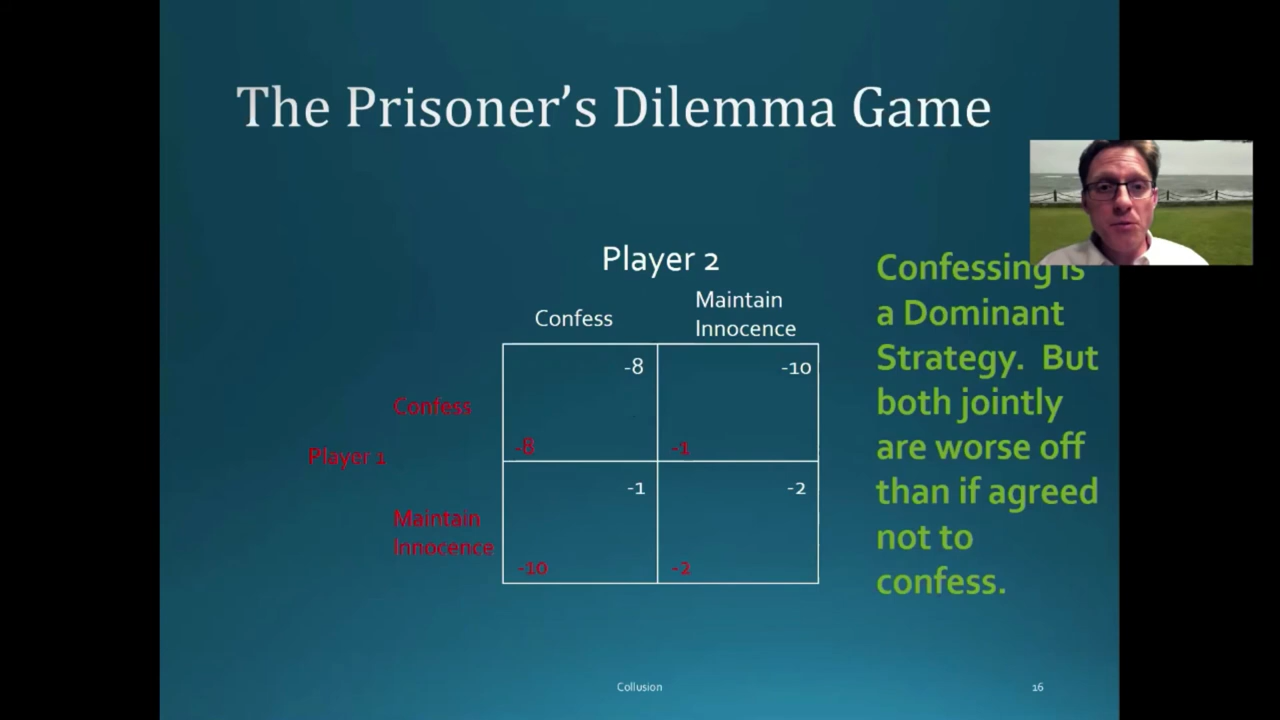 The Prisoner's Dilemma Game
Player 2
Confess
Maintain
Innocence
-8
-10
Confess
-8
-1
Player 1
-1
-2
Maintain
Innocence
-10
-2
Confessing is
a Dominant
Strategy. But
both jointly
are worse off
than if agreed
not to
confess.
Collusion
16